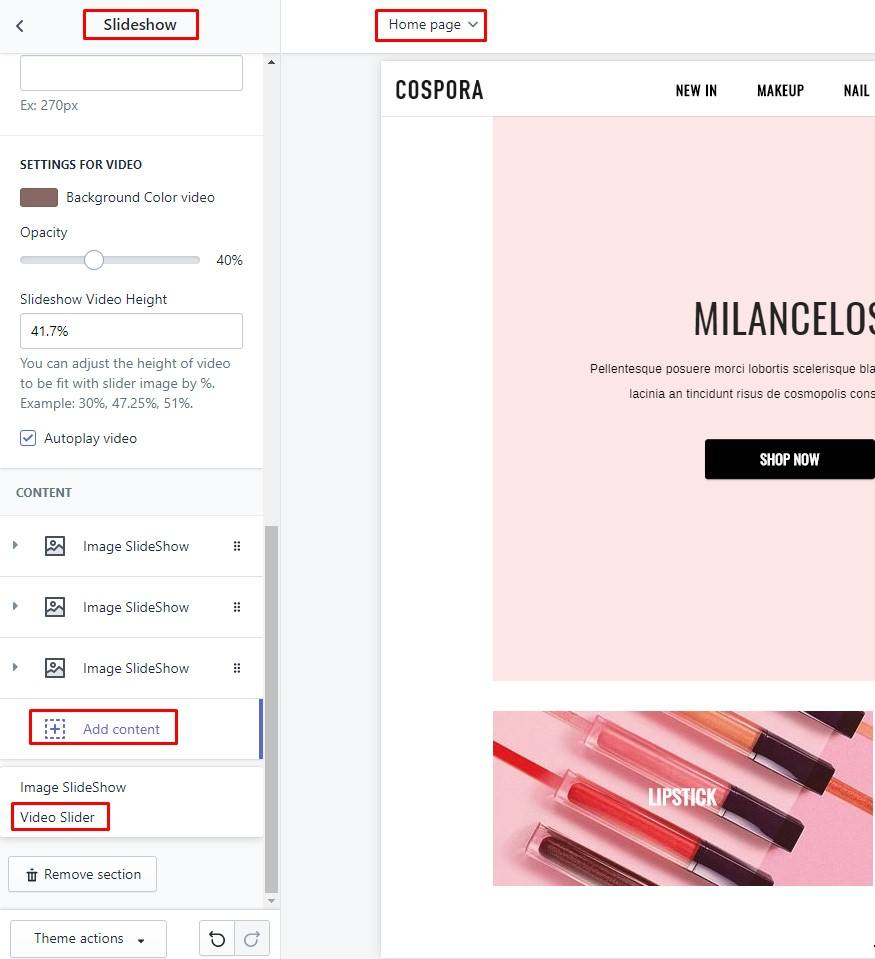 Slideshow
Home page
Ex: 270px
SETTINGS FOR VIDEO
Background Color video
Opacity
40%
Slideshow Video Height
41.7%
You can adjust the height of video
to be fit with slider image by %.
Example: 30%, 47.25%, 51%.
Autoplay video
CONTENT
Image SlideShow
Image SlideShow
Image SlideShow
Add content
Image SlideShow
Video Slider
Remove section
Theme actions
COSPORA
NEW IN MAKEUP NAIL
MILANCELOS
Pellentesque posuere morci lobortis scelerisque bla
lacinia an tincidunt risus de cosmopolis cons
SHOP NOW
LIPSTICK